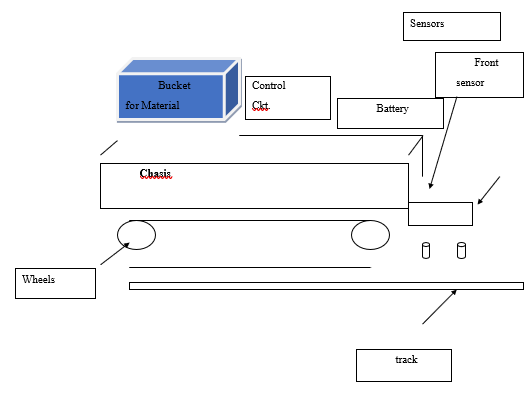 Sensors
Front
sensor
Bucket
for Material
Control
Ckt.
Battery
Chasis
Wheels
track